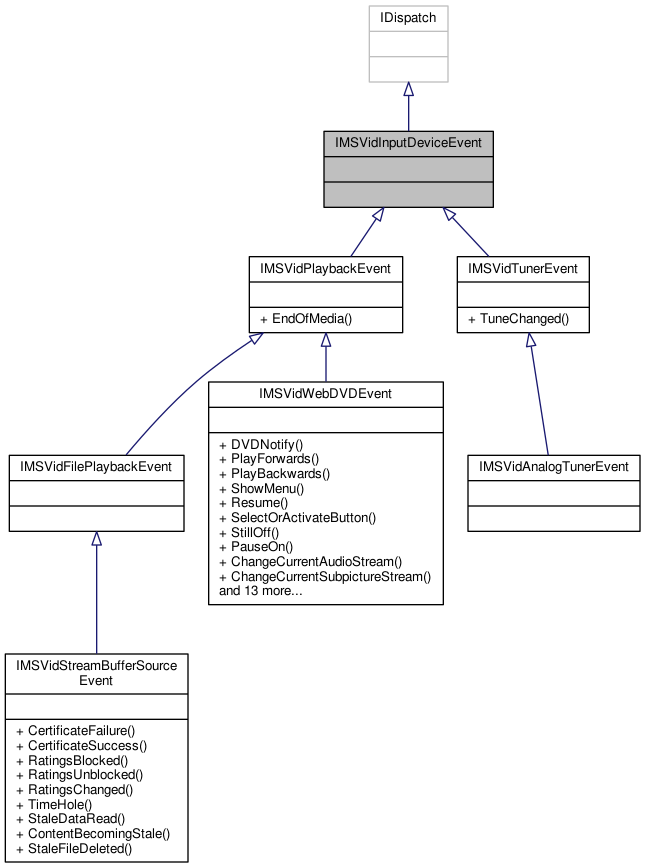 IDispatch
IMSVidInputDeviceEvent
IMSVidPlaybackEvent
+ EndOfMedia()
IMSVidTunerEvent
+ TuneChanged()
IMSVidWebDVDEvent
+ DVDNotify()
+ PlayForwards()
+ PlayBackwards()
+ ShowMenu()
+ Resume()
+ SelectOrActivateButton()
+ StillOff()
+ PauseOn()
+ ChangeCurrentAudioStream()
+ ChangeCurrentSubpictureStream()
and 13 more...
IMSVidFilePlaybackEvent
IMSVidAnalogTunerEvent
IMSVidStreamBufferSource
Event
+ CertificateFailure()
+ CertificateSuccess()
+ RatingsBlocked()
+ RatingsUnblocked()
+ RatingsChanged()
+ TimeHole()
+ StaleDataRead()
+ ContentBecomingStale()
+ StaleFileDeleted()